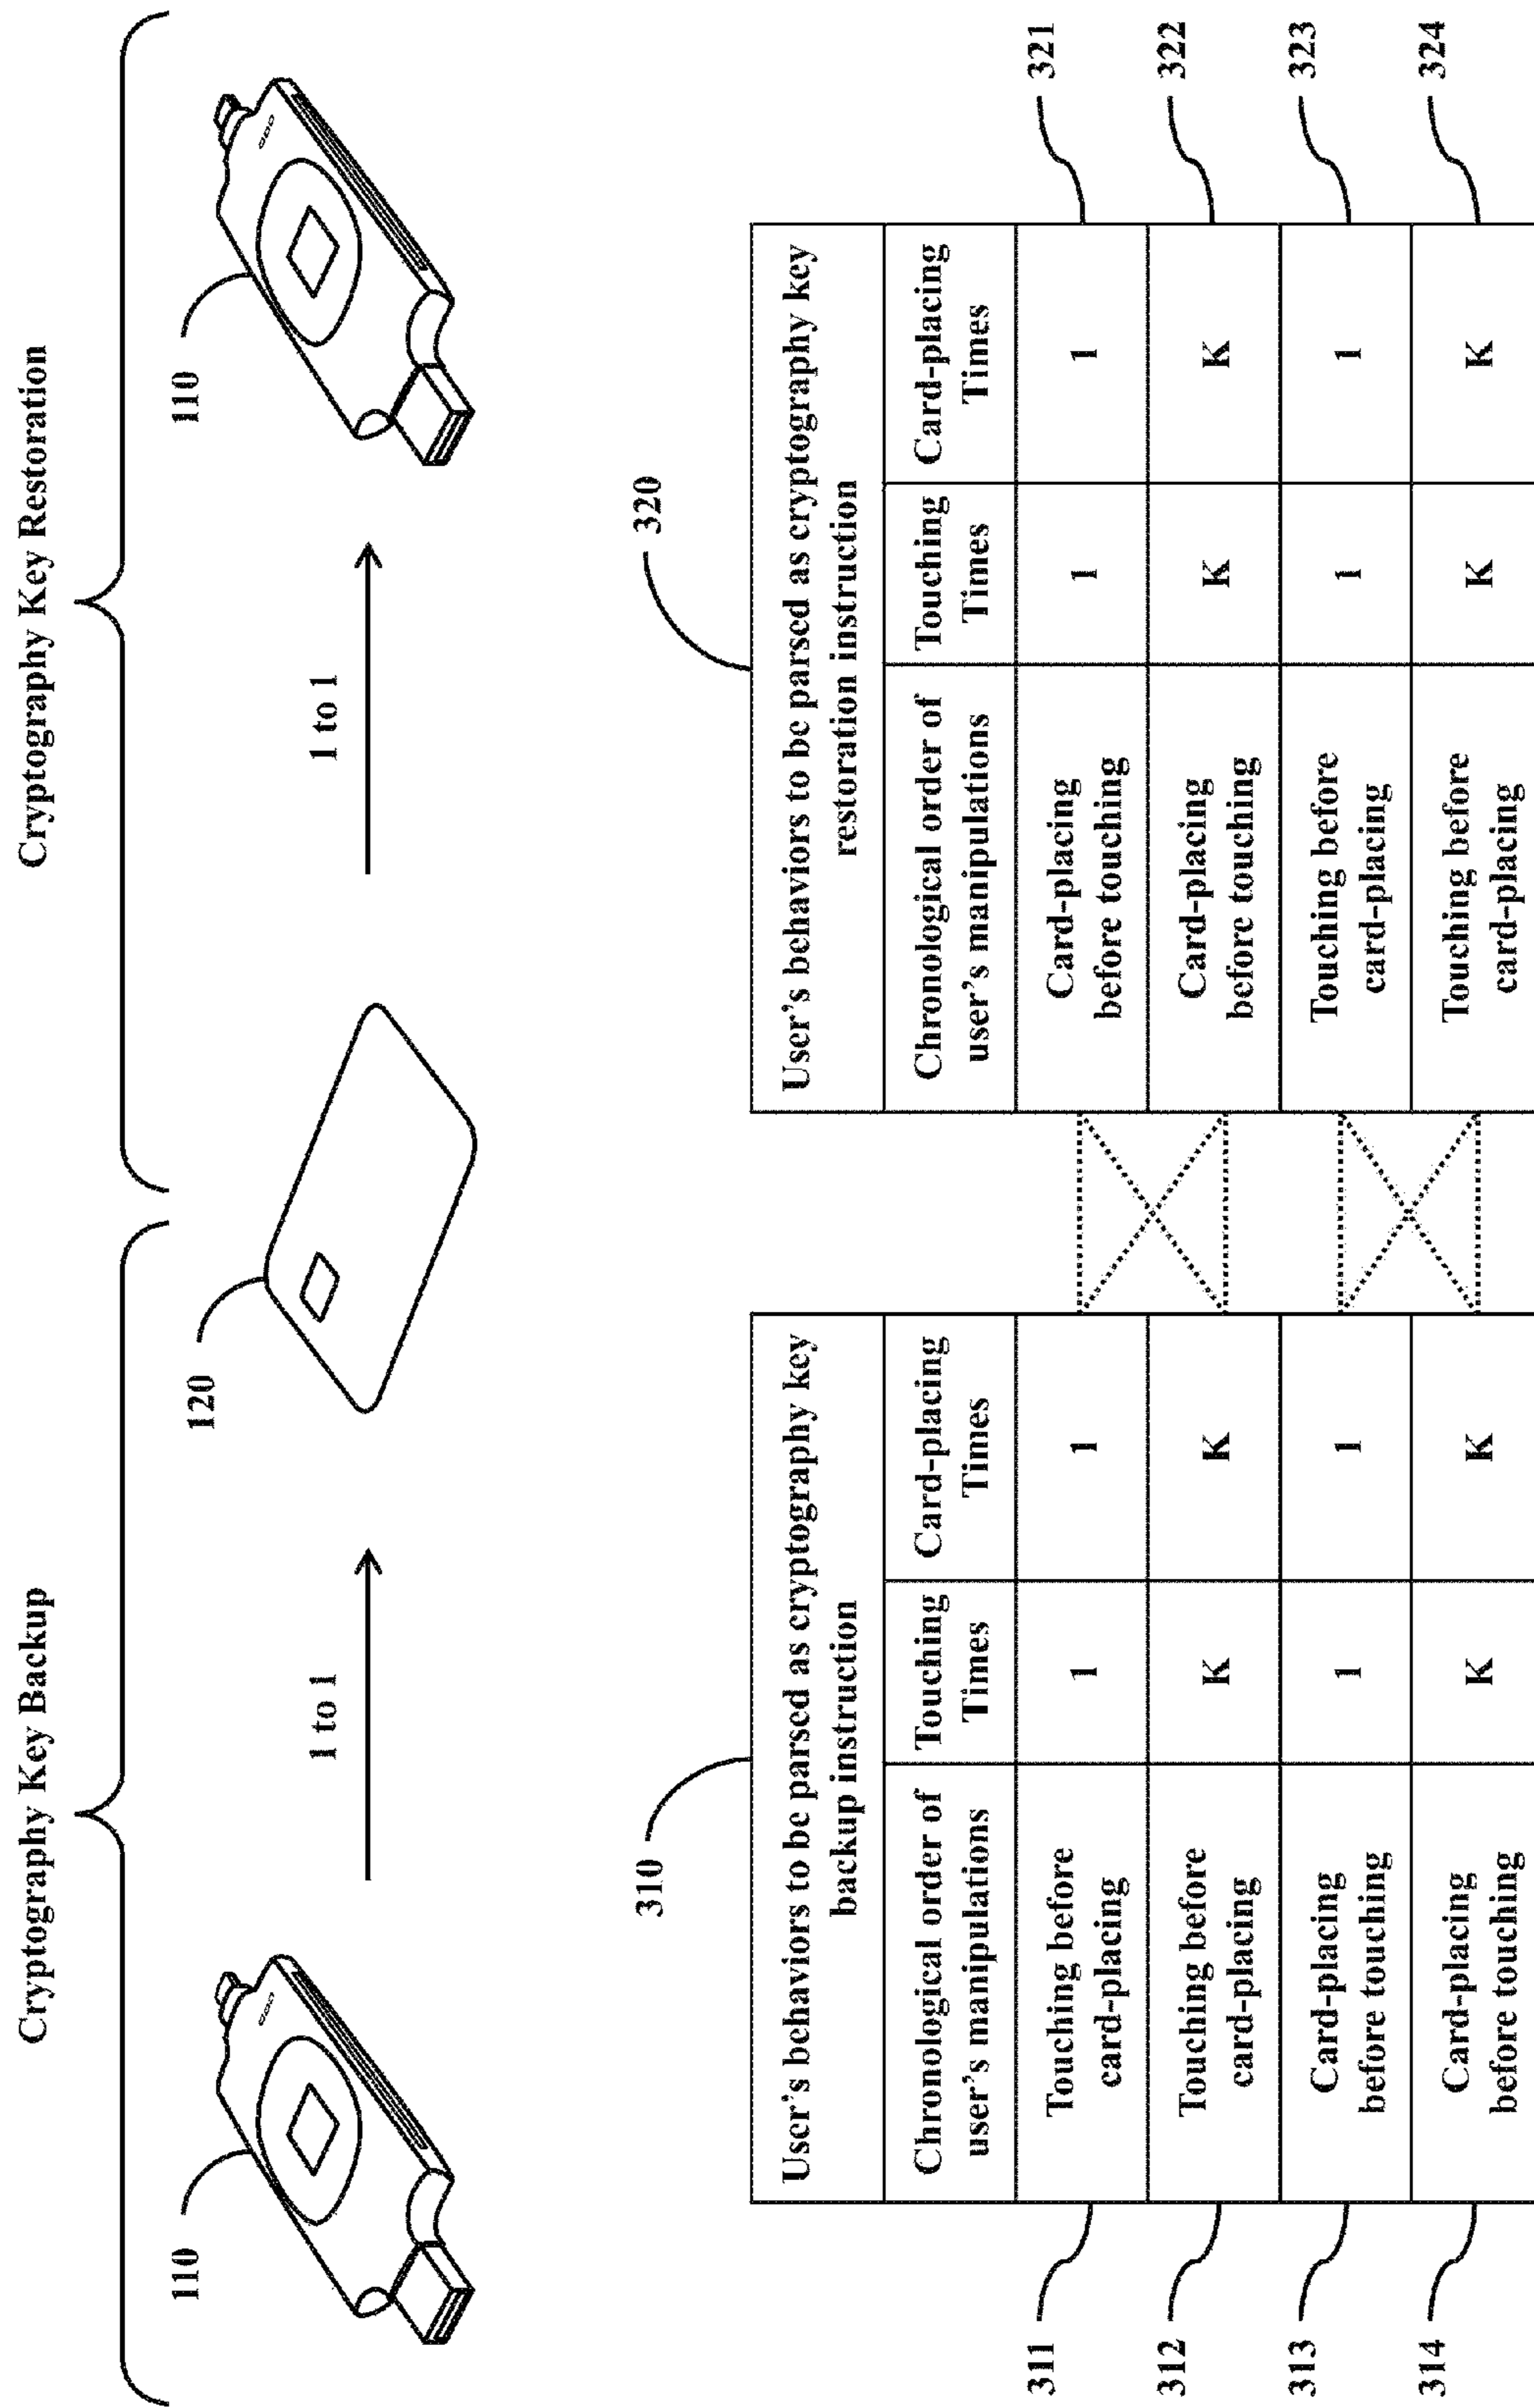 Cryptography Key Backup
Cryptography Key Restoration
110
1 to 1
120
1 to 1
110
310
User's behaviors to be parsed as cryptography key
backup instruction
Chronological order of
user's manipulations
Touching
Times
Card-placing
Times
311
Touching before
card-placing
1
1
312
Touching before
card-placing
K
K
313
Card-placing
before touching
1
1
314
Card-placing
before touching
K
K
320
User's behaviors to be parsed as cryptography key
restoration instruction
Chronological order of
user's manipulations
Touching
Times
Card-placing
Times
Card-placing
before touching
1
1
321
Card-placing
before touching
K
K
322
Touching before
card-placing
1
1
323
Touching before
card-placing
K
K
324